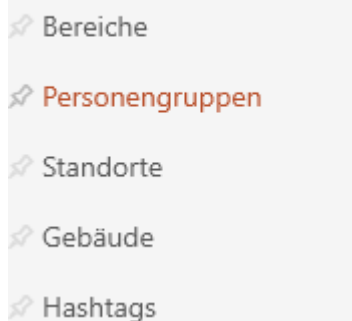 Bereiche
Personengruppen
Standorte
Gebäude
Hashtags